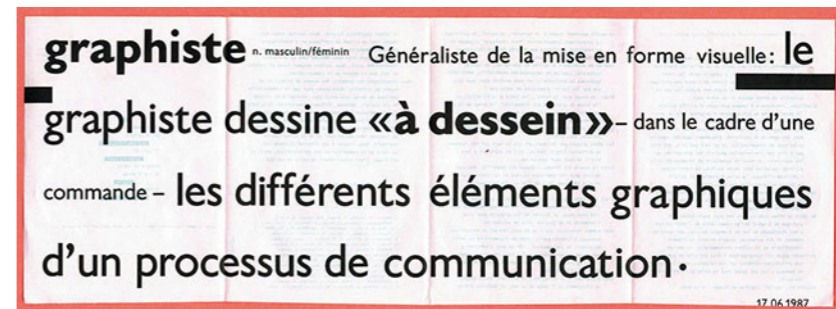 graphiste n. masculin/féminin Généraliste de la mise en forme visuelle: le
graphiste dessine «à dessein»– dans le cadre d'une
commande – les différents éléments graphiques
d'un processus de communication·
17.06.1987